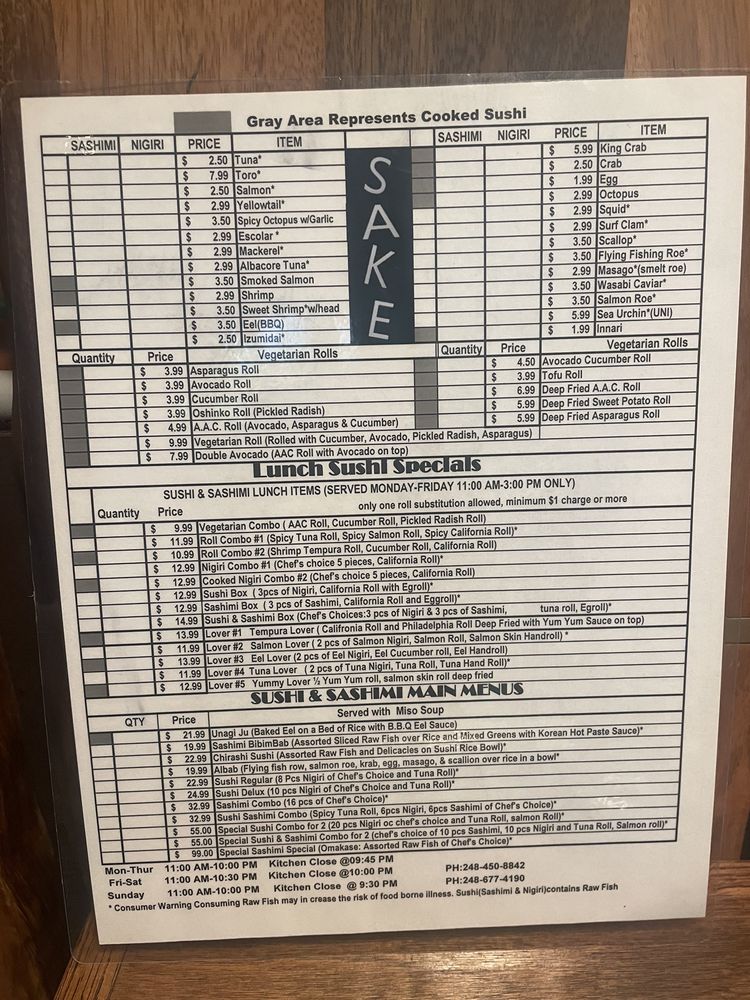 Gray Area Represents Cooked Sushi
SASHIMI NIGIRI PRICE ITEM
$ 2.50 Tuna*
$ 7.99 Toro*
$ 2.50 Salmon*
$ 2.99 Yellowtail*
$ 3.50 Spicy Octopus w/Garlic
$ 2.99 Escolar *
$ 2.99 Mackerel*
$ 2.99 Albacore Tuna*
$ 3.50 Smoked Salmon
$ 2.99 Shrimp
$ 3.50 Sweet Shrimp*w/head
$ 3.50 Eel(BBQ)
$ 2.50 Izumidai*
SAKE
SASHIMI NIGIRI PRICE ITEM
$ 5.99 King Crab
$ 2.50 Crab
$ 1.99 Egg
$ 2.99 Octopus
$ 2.99 Squid*
$ 2.99 Surf Clam*
$ 3.50 Scallop*
$ 3.50 Flying Fishing Roe*
$ 2.99 Masago*(smelt roe)
$ 3.50 Wasabi Caviar*
$ 3.50 Salmon Roe*
$ 5.99 Sea Urchin*(UNI)
$ 1.99 Innari
Quantity Price Vegetarian Rolls
$ 3.99 Asparagus Roll
$ 3.99 Avocado Roll
$ 3.99 Cucumber Roll
$ 3.99 Oshinko Roll (Pickled Radish)
$ 4.99 A.A.C. Roll (Avocado, Asparagus & Cucumber)
$ 9.99 Vegetarian Roll (Rolled with Cucumber, Avocado, Pickled Radish, Asparagus)
$ 7.99 Double Avocado (AAC Roll with Avocado on top)
Quantity Price Vegetarian Rolls
$ 4.50 Avocado Cucumber Roll
$ 3.99 Tofu Roll
$ 6.99 Deep Fried A.A.C. Roll
$ 5.99 Deep Fried Sweet Potato Roll
$ 5.99 Deep Fried Asparagus Roll
Lunch Sushi Specials
SUSHI & SASHIMI LUNCH ITEMS (SERVED MONDAY-FRIDAY 11:00 AM-3:00 PM ONLY)
Quantity Price only one roll substitution allowed, minimum $1 charge or more
$ 9.99 Vegetarian Combo ( AAC Roll, Cucumber Roll, Pickled Radish Roll)
$ 11.99 Roll Combo #1 (Spicy Tuna Roll, Spicy Salmon Roll, Spicy California Roll)*
$ 10.99 Roll Combo #2 (Shrimp Tempura Roll, Cucumber Roll, California Roll)
$ 12.99 Nigiri Combo #1 (Chef's choice 5 pieces, California Roll)*
$ 12.99 Cooked Nigiri Combo #2 (Chef's choice 5 pieces, California Roll)
$ 12.99 Sushi Box ( 3pcs of Nigiri, California Roll with Egroll)*
$ 12.99 Sashimi Box ( 3 pcs of Sashimi, California Roll and Eggroll)*
$ 14.99 Sushi & Sashimi Box (Chef's Choices:3 pcs of Nigiri & 3 pcs of Sashimi, tuna roll, Egroll)*
$ 13.99 Lover #1 Tempura Lover ( Califronia Roll and Philadelphia Roll Deep Fried with Yum Yum Sauce on top)
$ 11.99 Lover #2 Salmon Lover ( 2 pcs of Salmon Nigiri, Salmon Roll, Salmon Skin Handroll) *
$ 13.99 Lover #3 Eel Lover (2 pcs of Eel Nigiri, Eel Cucumber roll, Eel Handroll)
$ 11.99 Lover #4 Tuna Lover ( 2 pcs of Tuna Nigiri, Tuna Roll, Tuna Hand Roll)*
$ 12.99 Lover #5 Yummy Lover ½ Yum Yum roll, salmon skin roll deep fried
SUSHI & SASHIMI MAIN MENUS
QTY Price Served with Miso Soup
$ 21.99 Unagi Ju (Baked Eel on a Bed of Rice with B.B.Q Eel Sauce)
$ 19.99 Sashimi BibimBab (Assorted Sliced Raw Fish over Rice and Mixed Greens with Korean Hot Paste Sauce)*
$ 22.99 Chirashi Sushi (Assorted Raw Fish and Delicacies on Sushi Rice Bowl)*
$ 19.99 Albab (Flying fish row, salmon roe, krab, egg, masago, & scallion over rice in a bowl*
$ 22.99 Sushi Regular (8 Pcs Nigiri of Chef's Choice and Tuna Roll)*
$ 24.99 Sushi Delux (10 pcs Nigiri of Chef's Choice and Tuna Roll)*
$ 32.99 Sashimi Combo (16 pcs of Chef's Choice)*
$ 32.99 Sushi Sashimi Combo (Spicy Tuna Roll, 6pcs Nigiri, 6pcs Sashimi of Chef's Choice)*
$ 55.00 Special Sushi Combo for 2 (20 pcs Nigiri oc chef's choice and Tuna Roll, salmon Roll)*
$ 55.00 Special Sushi & Sashimi Combo for 2 (chef's choice of 10 pcs Sashimi, 10 pcs Nigiri and Tuna Roll, Salmon roll)*
$ 99.00 Special Sashimi Special (Omakase: Assorted Raw Fish of Chef's Choice)*
Mon-Thur 11:00 AM-10:00 PM Kitchen Close @09:45 PM
Fri-Sat 11:00 AM-10:30 PM Kitchen Close @10:00 PM PH:248-450-8842
Sunday 11:00 AM-10:00 PM Kitchen Close @ 9:30 PM PH:248-677-4190
* Consumer Warning Consuming Raw Fish may in crease the risk of food borne illness. Sushi(Sashimi & Nigiri)contains Raw Fish